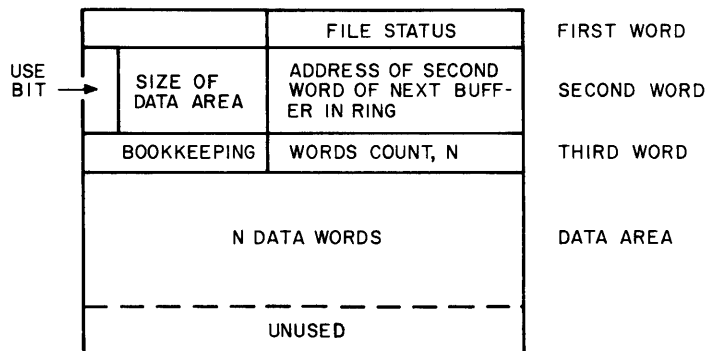 FILE STATUS
FIRST WORD
USE
BIT
SIZE OF
DATA AREA
ADDRESS OF SECOND
WORD OF NEXT BUFF-
ER IN RING
SECOND WORD
BOOKKEEPING
WORDS COUNT, N
THIRD WORD
N DATA WORDS
DATA AREA
UNUSED